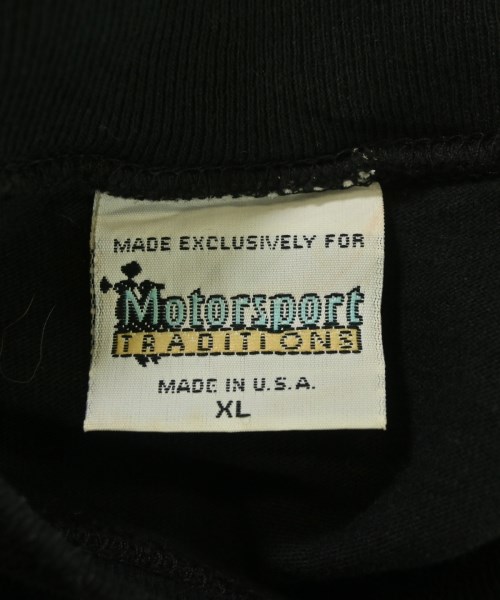 MADE EXCLUSIVELY FOR
Motorsport
TRADITIONS
MADE IN U.S.A.
XL